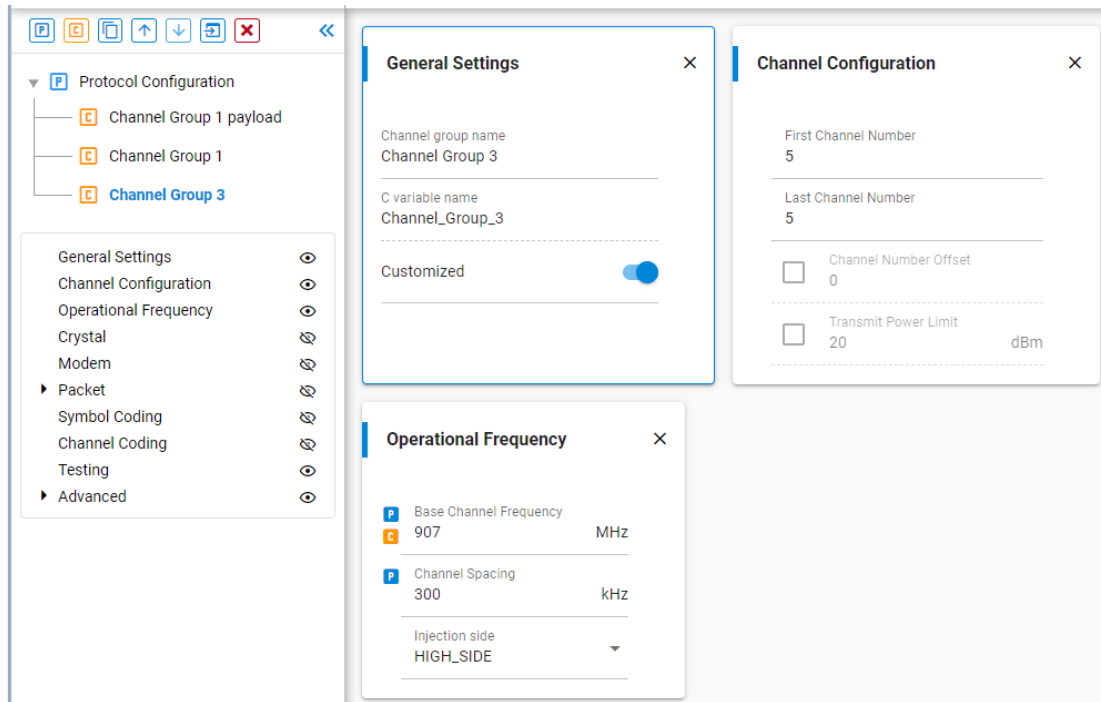 P C
Protocol Configuration
Channel Group 1 payload
Channel Group 1
Channel Group 3
General Settings
Channel Configuration
Operational Frequency
Crystal
Modem
Packet
Symbol Coding
Channel Coding
Testing
Advanced
General Settings
Channel group name
Channel Group 3
C variable name
Channel_Group_3
Customized
Channel Configuration
First Channel Number
5
Last Channel Number
5
Channel Number Offset
0
Transmit Power Limit
20 dBm
Operational Frequency
P Base Channel Frequency
C 907 MHz
P Channel Spacing
300 kHz
Injection side
HIGH_SIDE